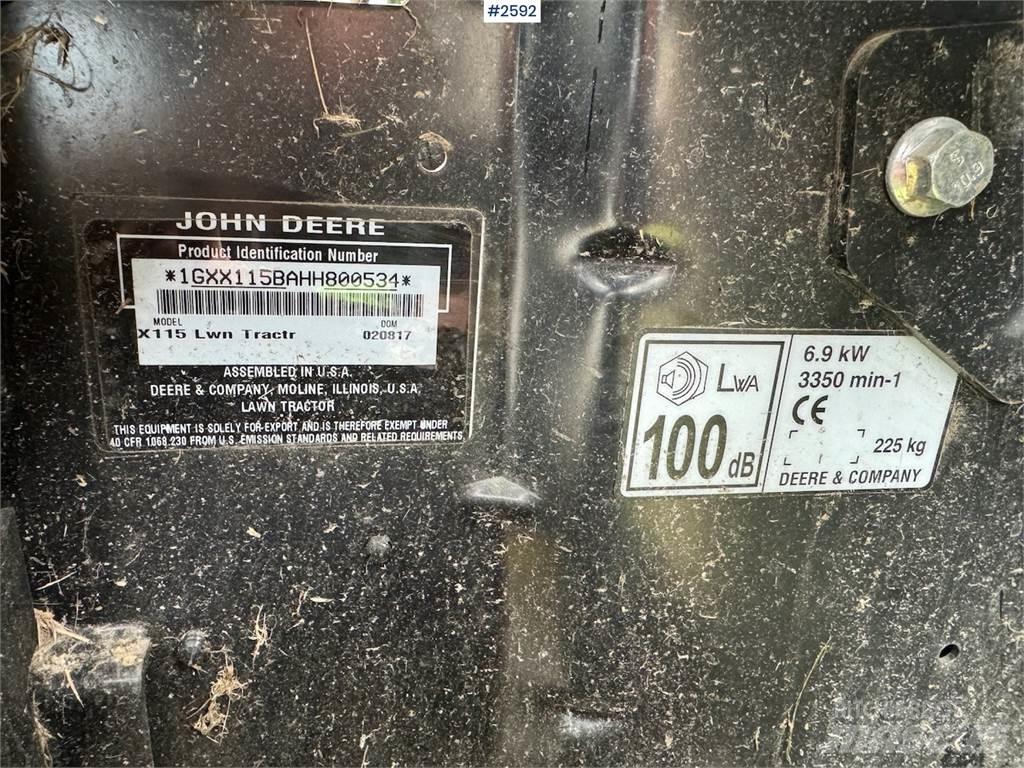 #2592
JOHN DEERE
Product Identification Number
*1GXX115BAHH800534*
MODEL DOM
X115 Lwn Tractr 020817
ASSEMBLED IN U.S.A.
DEERE & COMPANY, MOLINE, ILLINOIS, U.S.A.
LAWN TRACTOR
THIS EQUIPMENT IS SOLELY FOR EXPORT AND IS THEREFORE EXEMPT UNDER
40 CFR 1068.230 FROM U.S. EMISSION STANDARDS AND RELATED REQUIREMENTS.
LWA
100 dB
6.9 kW
3350 min-1
CE
225 kg
DEERE & COMPANY